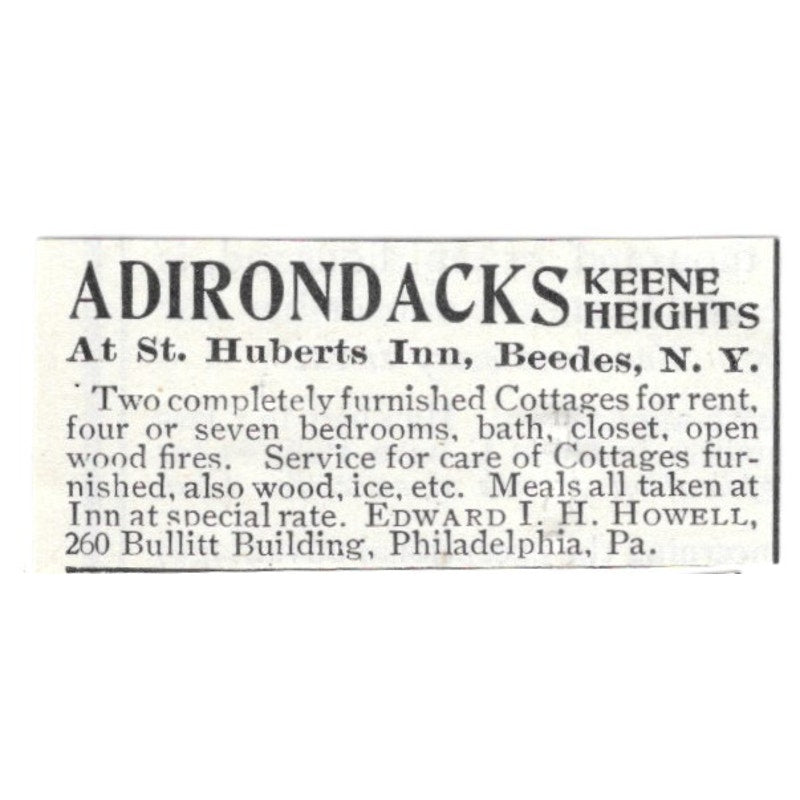 ADIRONDACKS KEENE HEIGHTS
At St. Huberts Inn, Beedes, N. Y.
Two completely furnished Cottages for rent,
four or seven bedrooms, bath, closet, open
wood fires. Service for care of Cottages fur-
nished, also wood, ice, etc. Meals all taken at
Inn at special rate. EDWARD I. H. HOWELL,
260 Bullitt Building, Philadelphia, Pa.